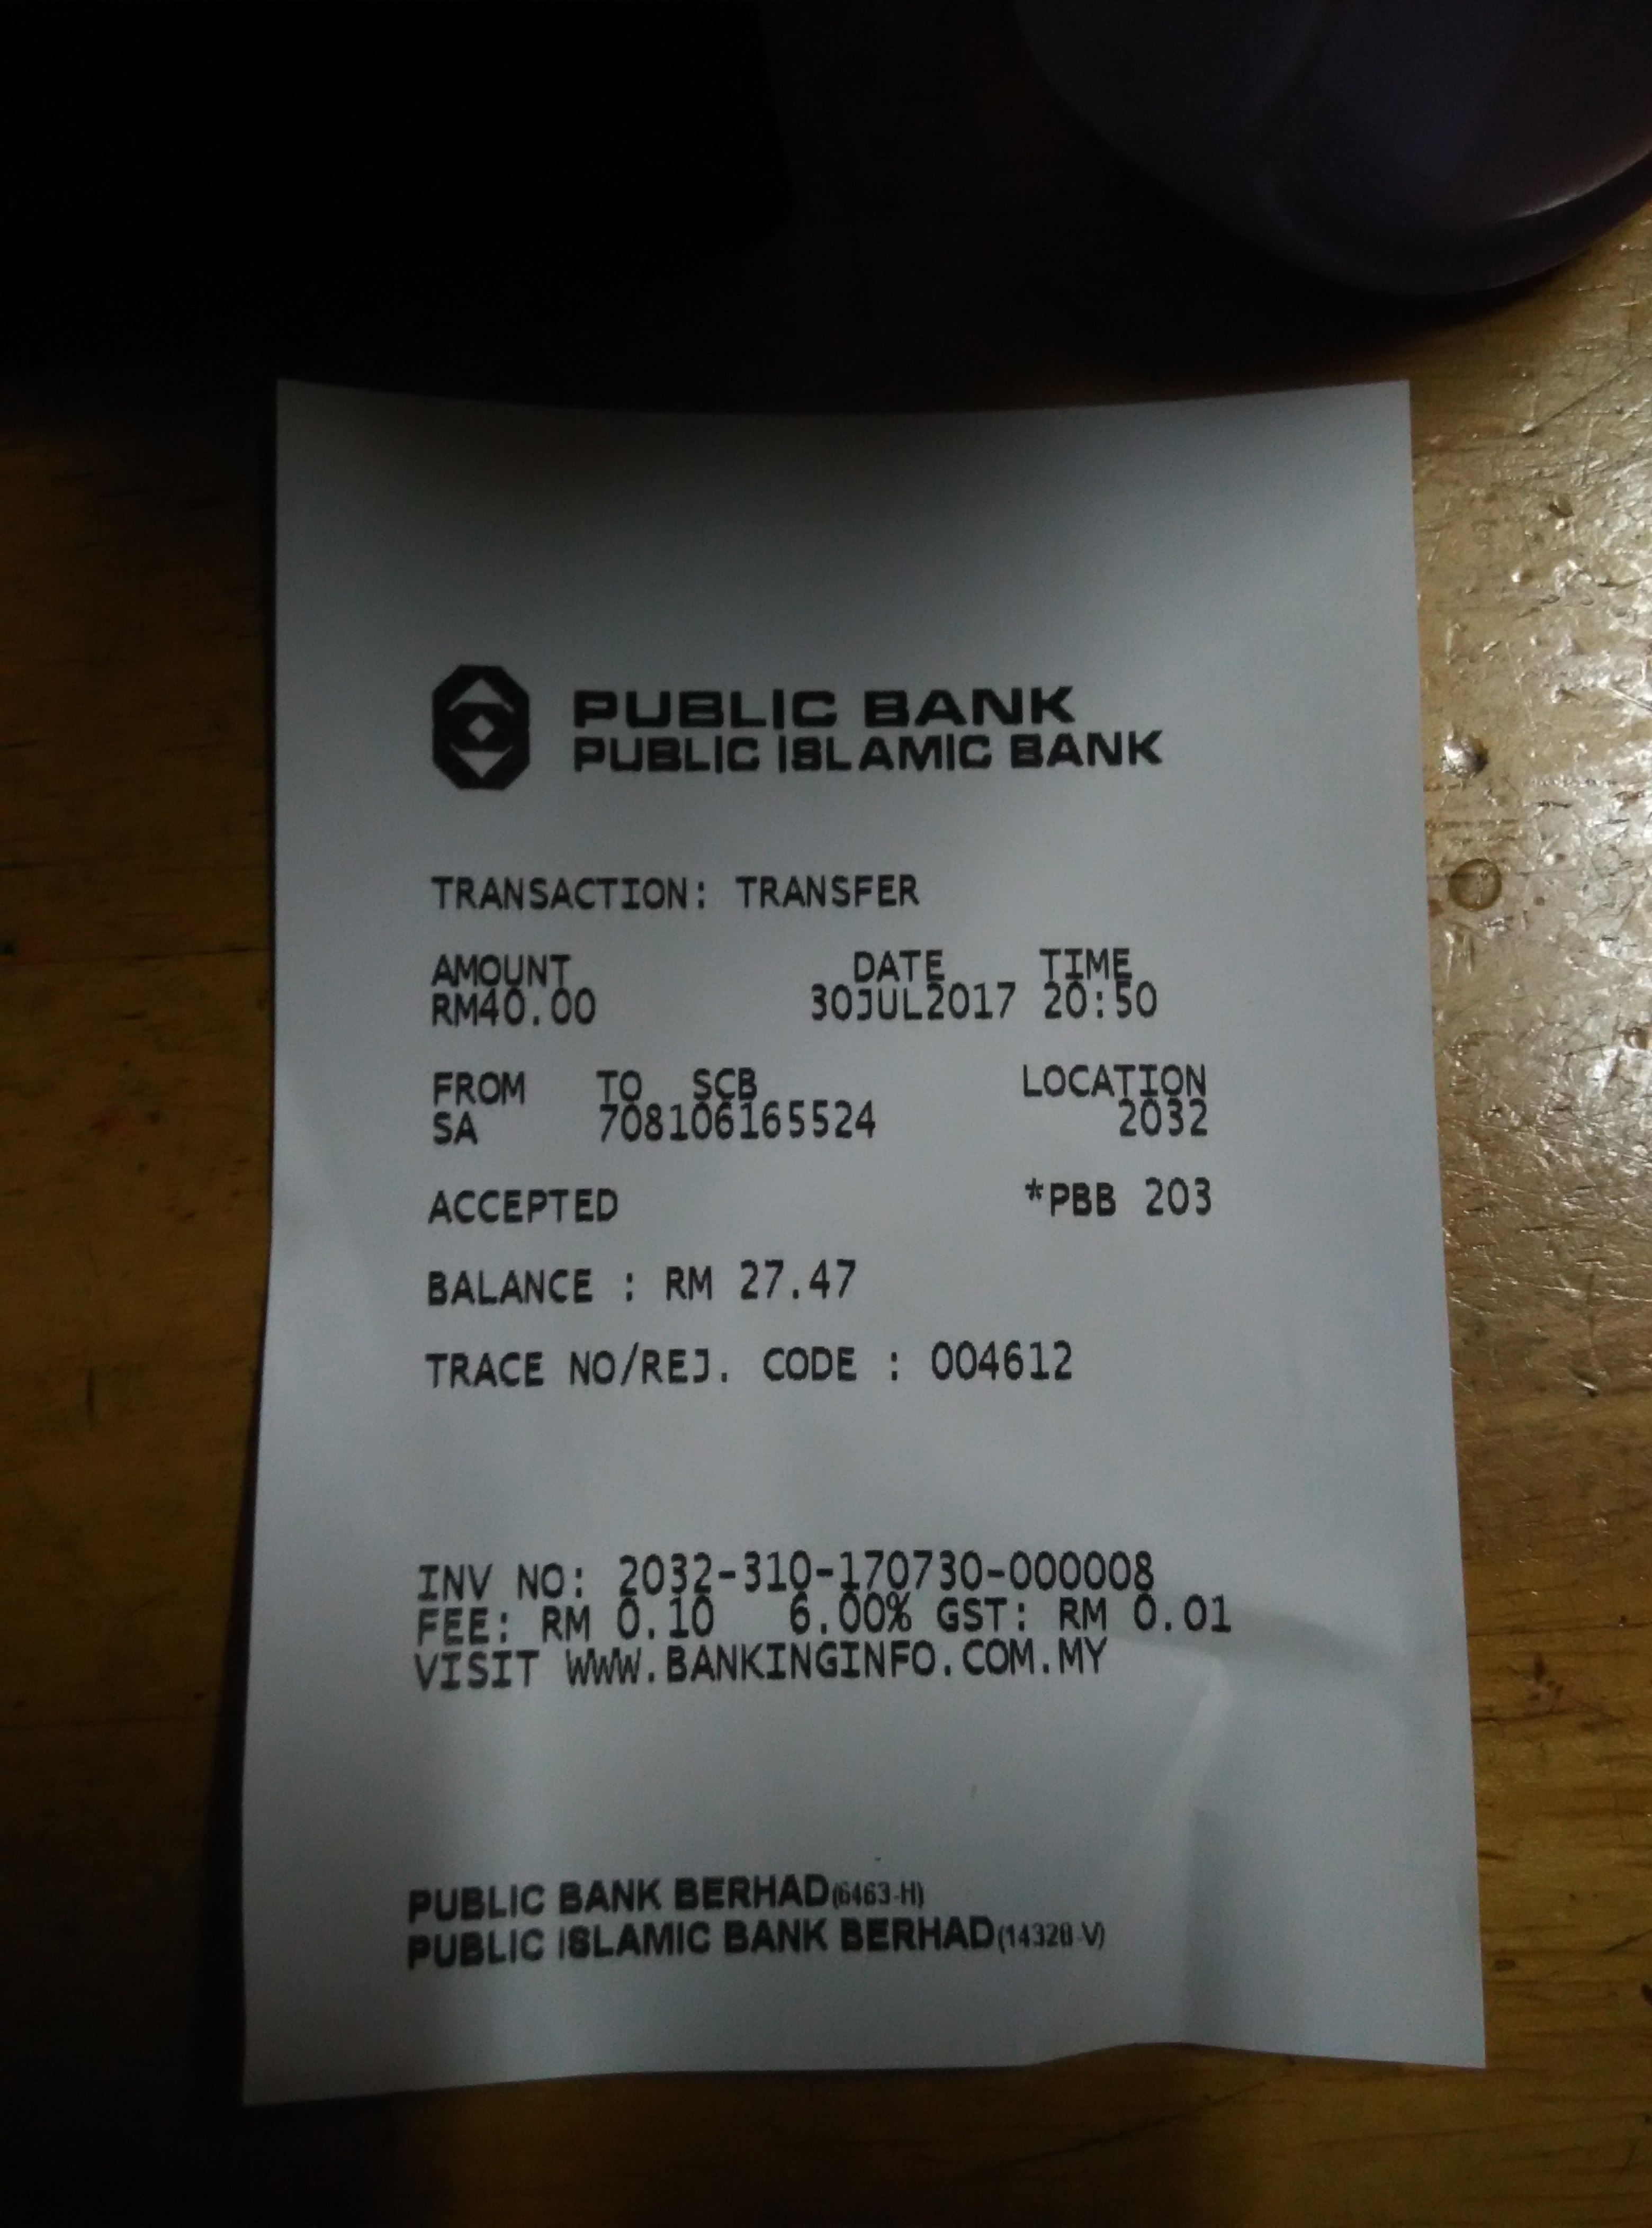 PUBLIC BANK
PUBLIC ISLAMIC BANK
TRANSACTION: TRANSFER
AMOUNT DATE TIME
RM40.00 30JUL2017 20:50
FROM TO SCB LOCATION
SA 708106165524 2032
ACCEPTED *PBB 203
BALANCE : RM 27.47
TRACE NO/REJ. CODE : 004612
INV NO: 2032-310-170730-000008
FEE: RM 0.10 6.00% GST: RM 0.01
VISIT WWW.BANKINGINFO.COM.MY
PUBLIC BANK BERHAD(6463-H)
PUBLIC ISLAMIC BANK BERHAD(14328-V)